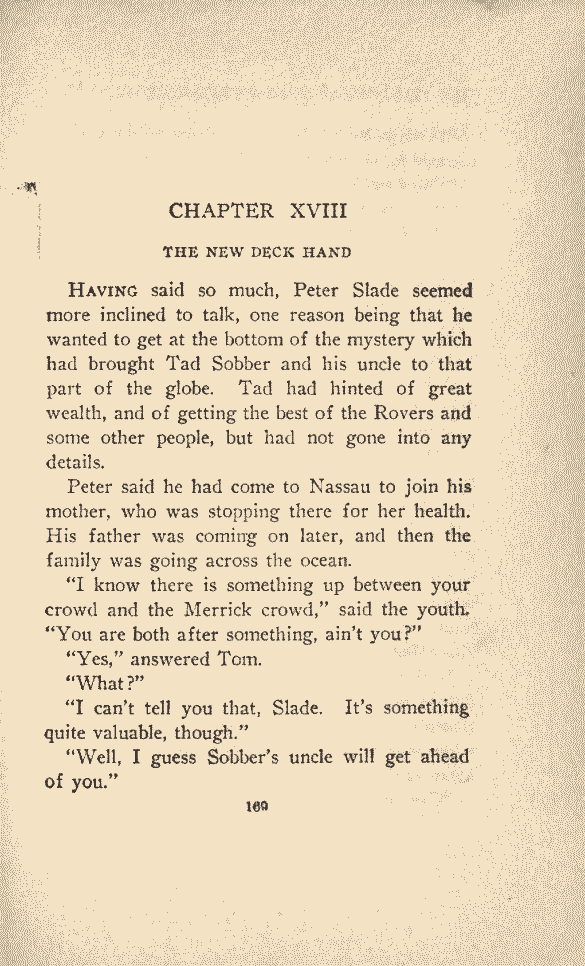 CHAPTER XVIII
THE NEW DECK HAND
HAVING said so much, Peter Slade seemed
more inclined to talk, one reason being that he
wanted to get at the bottom of the mystery which
had brought Tad Sobber and his uncle to that
part of the globe. Tad had hinted of great
wealth, and of getting the best of the Rovers and
some other people, but had not gone into any
details.
Peter said he had come to Nassau to join his
mother, who was stopping there for her health.
His father was coming on later, and then the
family was going across the ocean.
"I know there is something up between your
crowd and the Merrick crowd," said the youth.
"You are both after something, ain't you?"
"Yes," answered Tom.
"What?"
"I can't tell you that, Slade. It's something
quite valuable, though."
"Well, I guess Sobber's uncle will get ahead
of you."
169